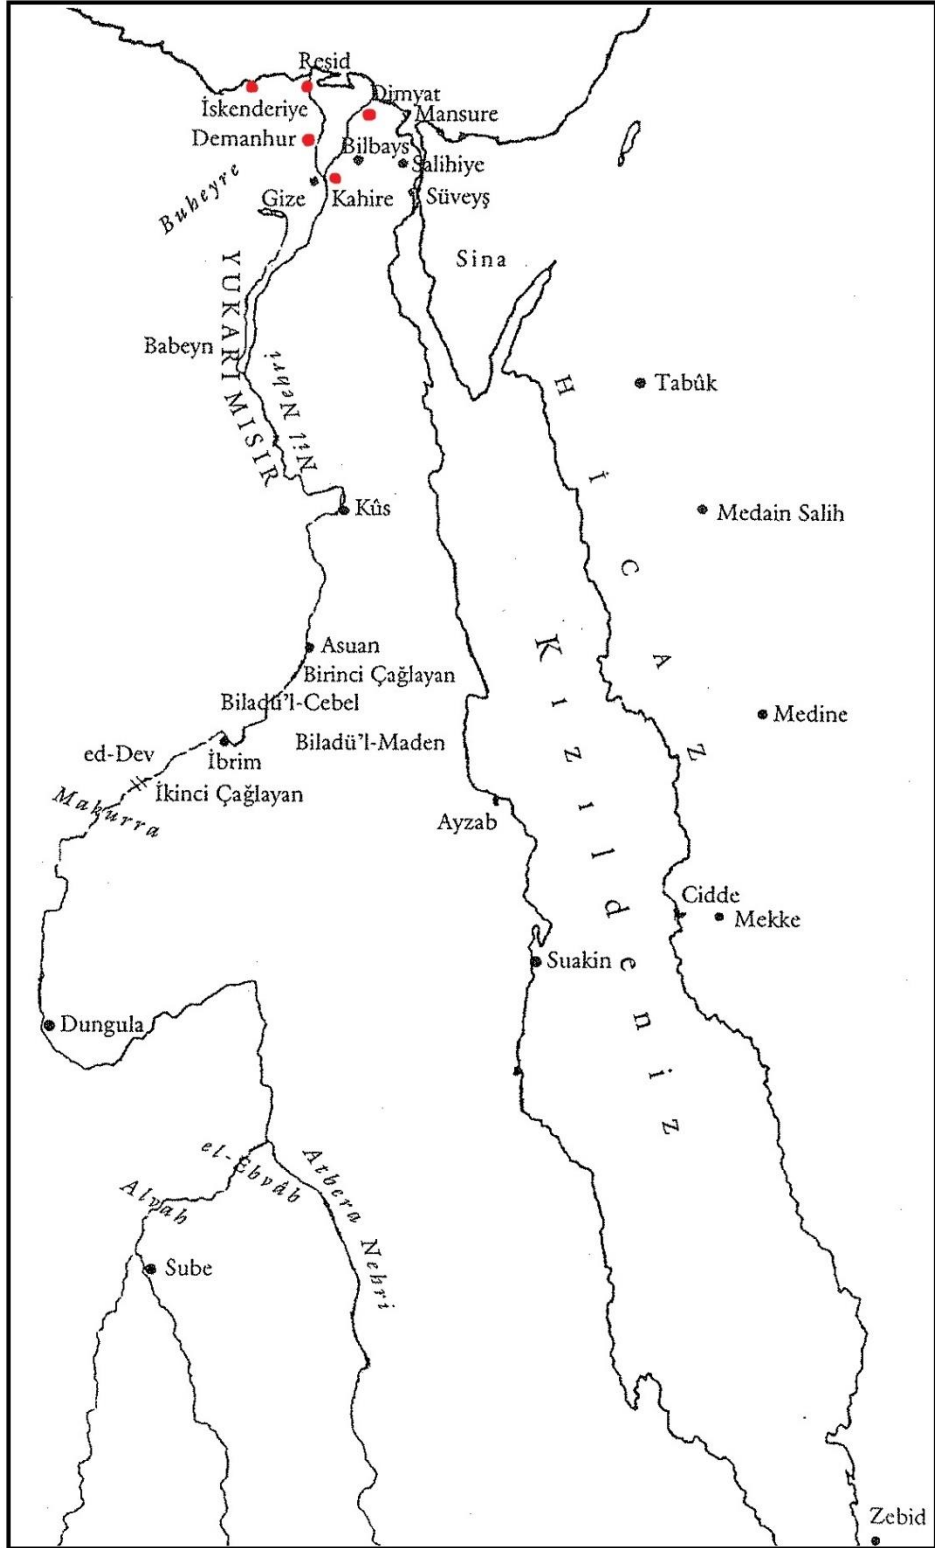 Reşid
İskenderiye
Dimyat
Mansure
Demanhur
Bilbays
Salihiye
Buheyre
Gize
Kahire
Süveyş
Sina
YUKARI MISIR
Babeyn
Nil Nehri
HİCAZ
Tabûk
Kûs
Medain Salih
Kızıldeniz
Asuan
Birinci Çağlayan
Biladü'l-Cebel
Medine
Biladü'l-Maden
ed-Dev
İbrim
İkinci Çağlayan
Makurra
Ayzab
Cidde
Mekke
Suakin
Dungula
el-Ebvâb
Atbera Nehri
Alvah
Sube
Zebid